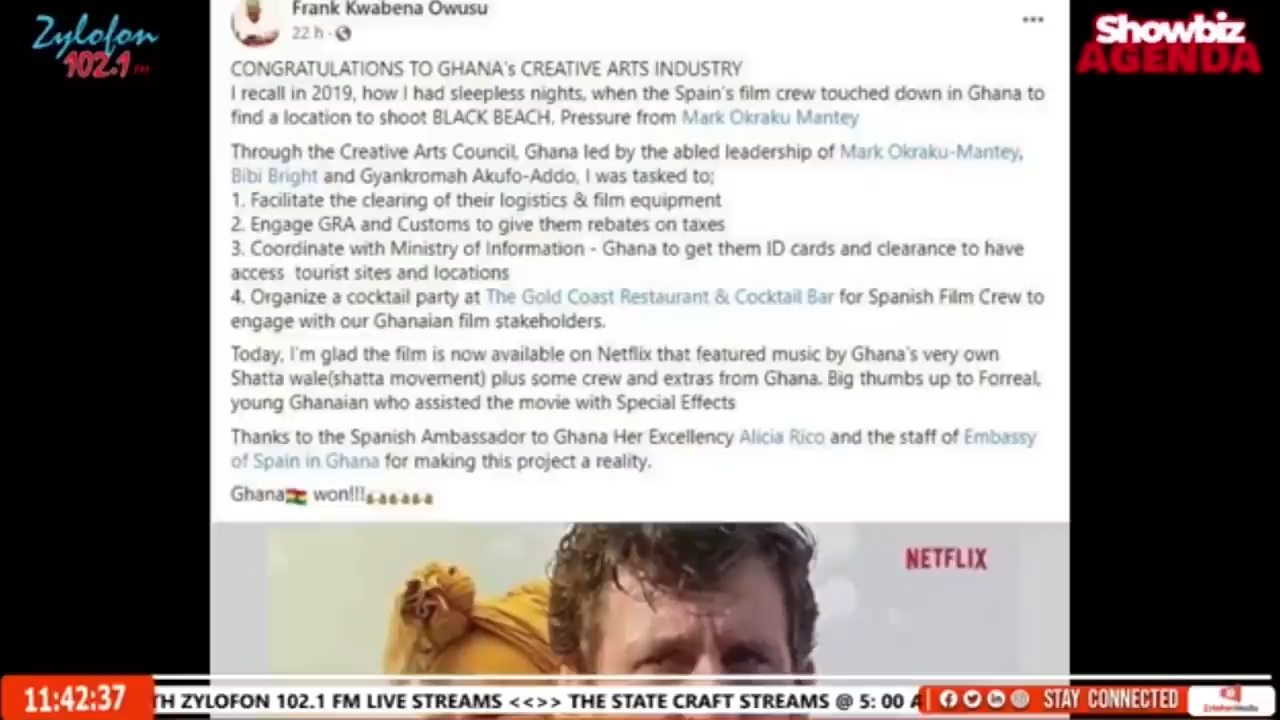 Zylofon
102.1 FM
Showbiz
AGENDA
Frank Kwabena Owusu
22 h ·
CONGRATULATIONS TO GHANA's CREATIVE ARTS INDUSTRY
I recall in 2019, how I had sleepless nights, when the Spain's film crew touched down in Ghana to
find a location to shoot BLACK BEACH. Pressure from Mark Okraku Mantey
Through the Creative Arts Council, Ghana led by the abled leadership of Mark Okraku-Mantey,
Bibi Bright and Gyankromah Akufo-Addo, I was tasked to;
1. Facilitate the clearing of their logistics & film equipment
2. Engage GRA and Customs to give them rebates on taxes
3. Coordinate with Ministry of Information - Ghana to get them ID cards and clearance to have
access tourist sites and locations
4. Organize a cocktail party at The Gold Coast Restaurant & Cocktail Bar for Spanish Film Crew to
engage with our Ghanaian film stakeholders.
Today, I'm glad the film is now available on Netflix that featured music by Ghana's very own
Shatta wale(shatta movement) plus some crew and extras from Ghana. Big thumbs up to Forreal,
young Ghanaian who assisted the movie with Special Effects
Thanks to the Spanish Ambassador to Ghana Her Excellency Alicia Rico and the staff of Embassy
of Spain in Ghana for making this project a reality.
Ghana won!!!
NETFLIX
11:42:37
TH ZYLOFON 102.1 FM LIVE STREAMS <<>> THE STATE CRAFT STREAMS @ 5: 00 A
STAY CONNECTED
ZylofonMedia